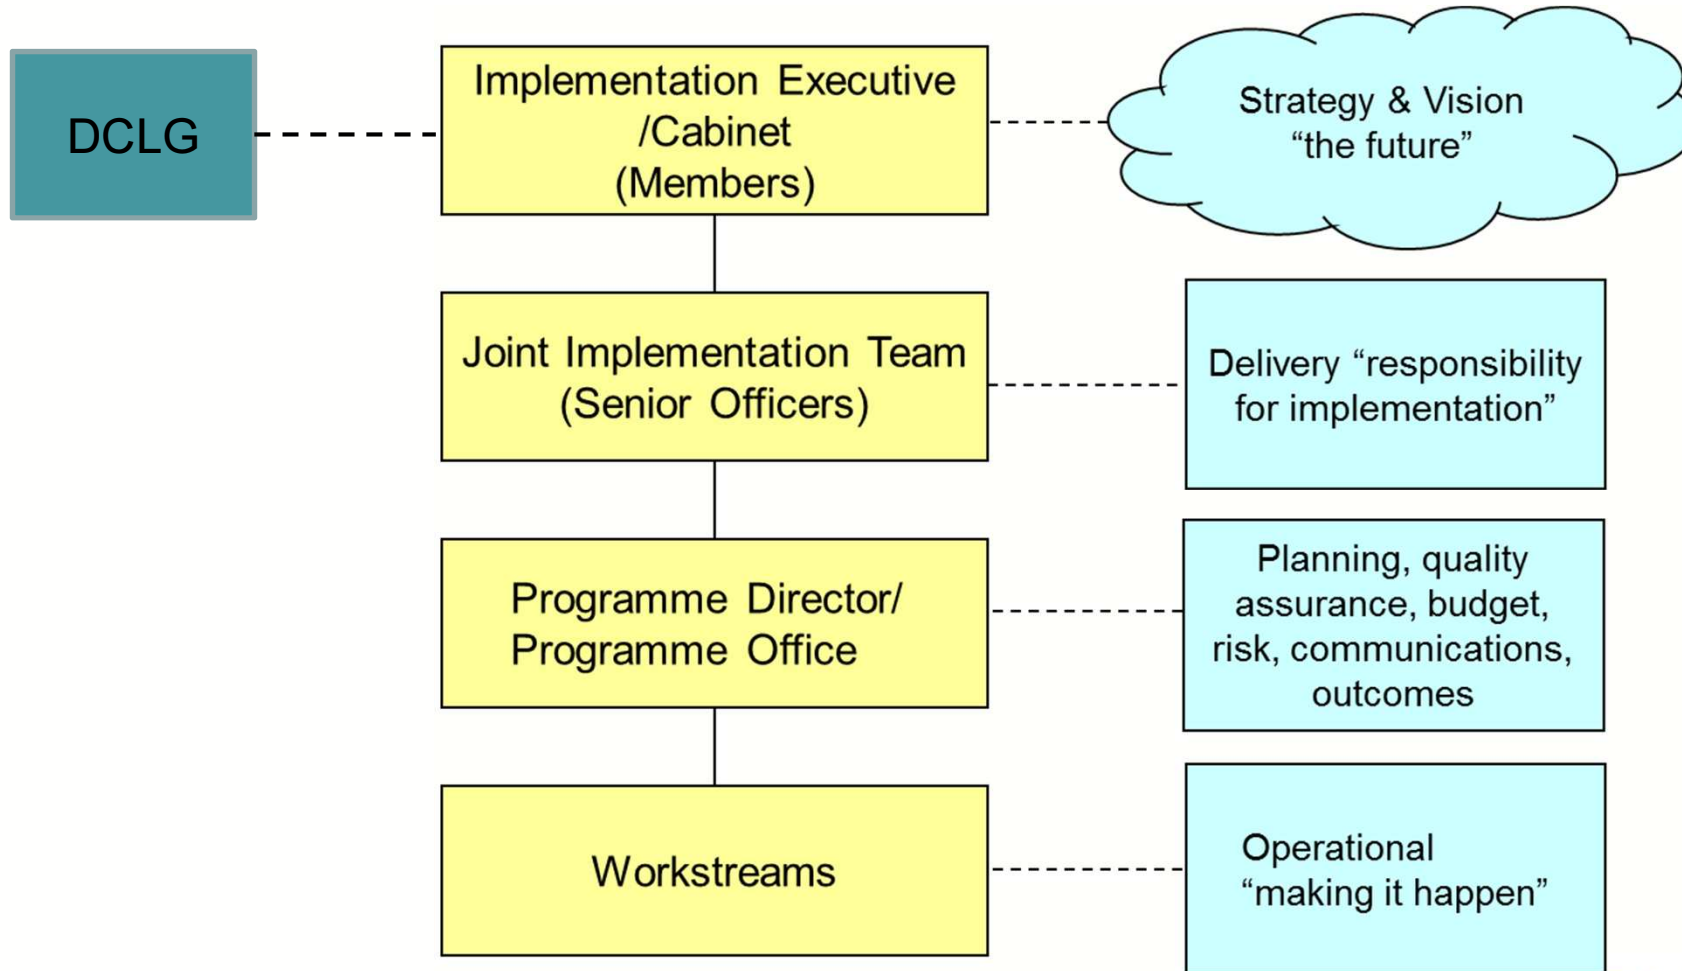 DCLG
Implementation Executive
/Cabinet
(Members)
Strategy & Vision
“the future”
Joint Implementation Team
(Senior Officers)
Delivery “responsibility
for implementation”
Programme Director/
Programme Office
Planning, quality
assurance, budget,
risk, communications,
outcomes
Workstreams
Operational
“making it happen”